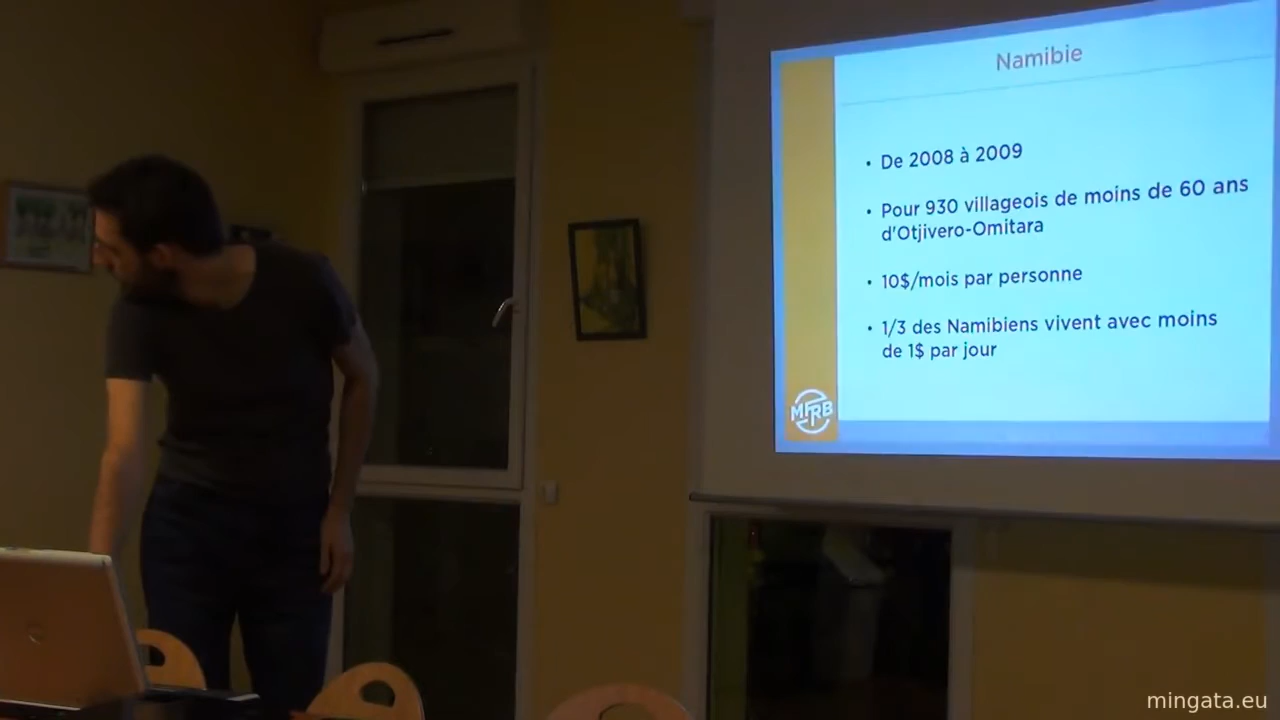 Namibie
• De 2008 à 2009
• Pour 930 villageois de moins de 60 ans
d'Otjivero-Omitara
• 10$/mois par personne
• 1/3 des Namibiens vivent avec moins
de 1$ par jour
MFRB
mingata.eu